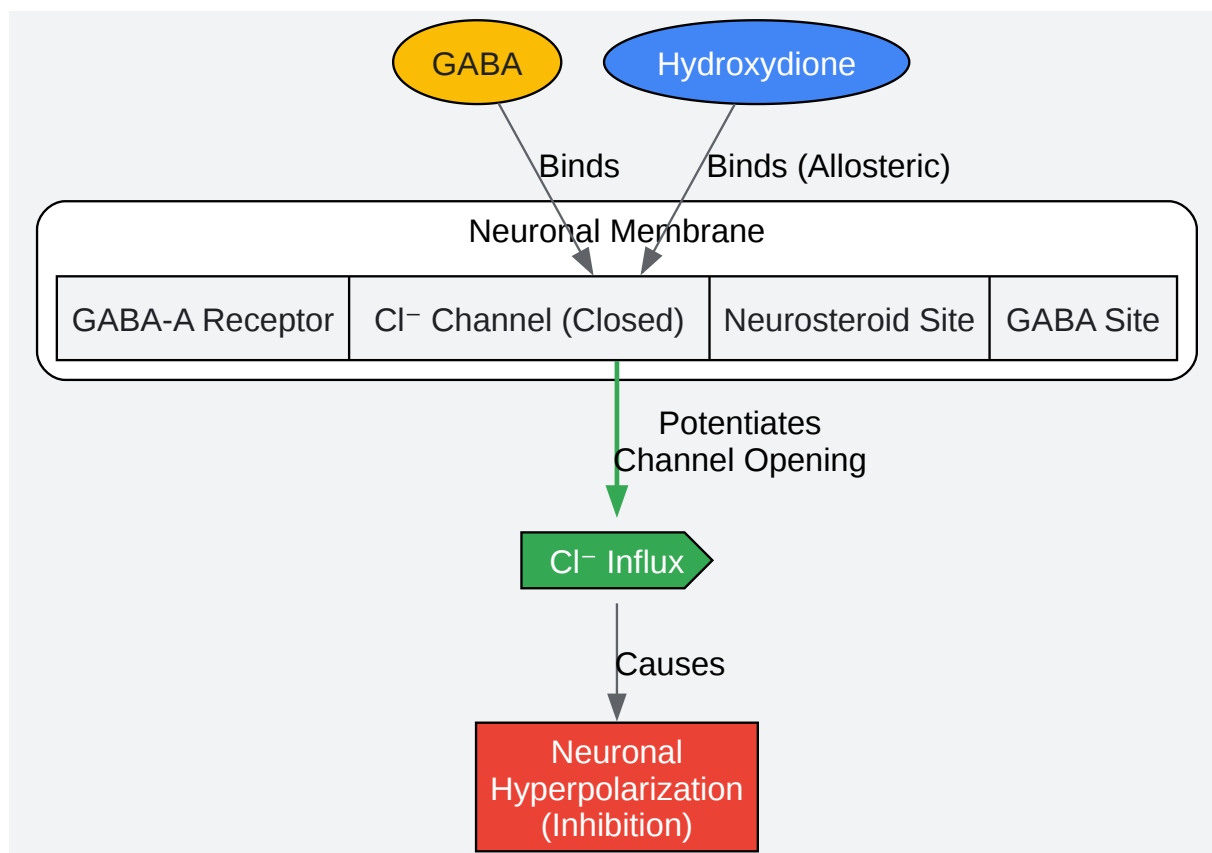 GABA
Hydroxydione
Binds
Binds (Allosteric)
Neuronal Membrane
GABA-A Receptor
Cl⁻ Channel (Closed)
Neurosteroid Site
GABA Site
Potentiates
Channel Opening
Cl⁻ Influx
Causes
Neuronal
Hyperpolarization
(Inhibition)